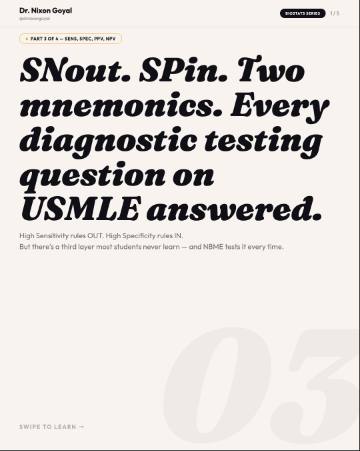 Dr. Nixon Goyal
@drnixongoyal
BIOSTATS SERIES
1 / 5
PART 3 OF 4 — SENS, SPEC, PPV, NPV
SNout. SPin. Two
mnemonics. Every
diagnostic testing
question on
USMLE answered.
High Sensitivity rules OUT. High Specificity rules IN.
But there's a third layer most students never learn — and NBME tests it every time.
03
SWIPE TO LEARN →